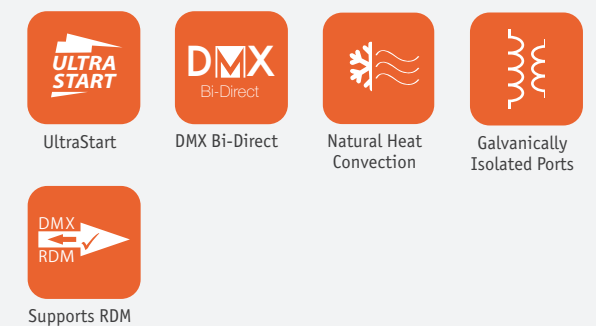 ULTRA
START
UltraStart
DMX
Bi-Direct
DMX Bi-Direct
Natural Heat
Convection
Galvanically
Isolated Ports
DMX
RDM
Supports RDM